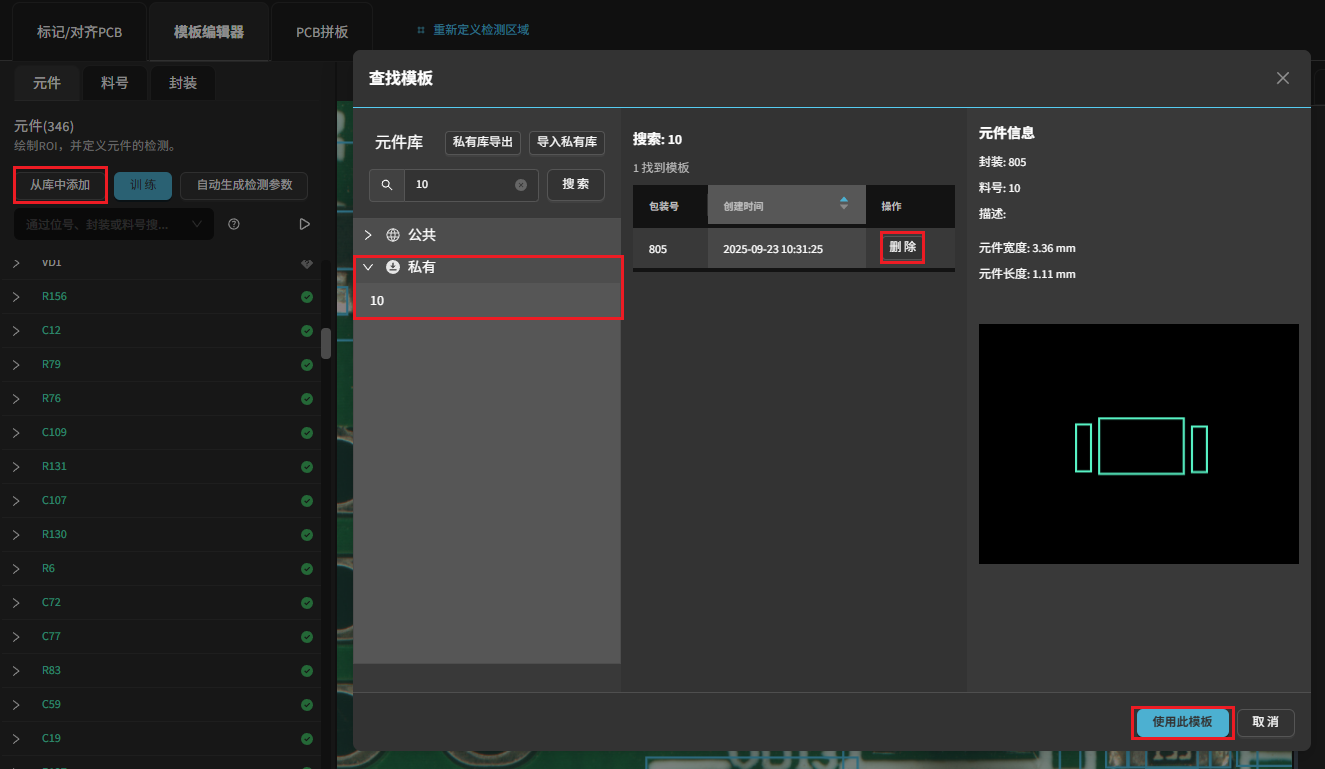 标记/对齐PCB
模板编辑器
PCB拼板
重新定义检测区域
元件
料号
封装
元件(346)
绘制ROI，并定义元件的检测。
从库中添加
训 练
自动生成检测参数
通过位号、封装或料号搜...
VD1
R156
C12
R79
R76
C109
R131
C107
R130
R6
C72
C77
R83
C59
C19
查找模板
元件库
私有库导出
导入私有库
10
搜 索
公共
私有
10
搜索: 10
1 找到模板
包装号
创建时间
操作
805
2025-09-23 10:31:25
删 除
元件信息
封装: 805
料号: 10
描述:
元件宽度: 3.36 mm
元件长度: 1.11 mm
使用此模板
取 消